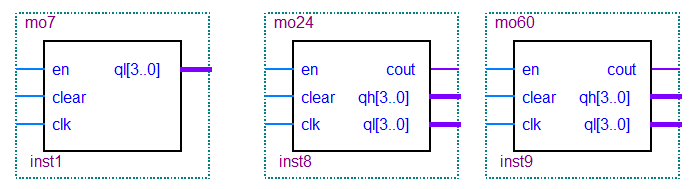 mo7
en ql[3..0]
clear
clk
inst1
mo24
en cout
clear qh[3..0]
clk ql[3..0]
inst8
mo60
en cout
clear qh[3..0]
clk ql[3..0]
inst9